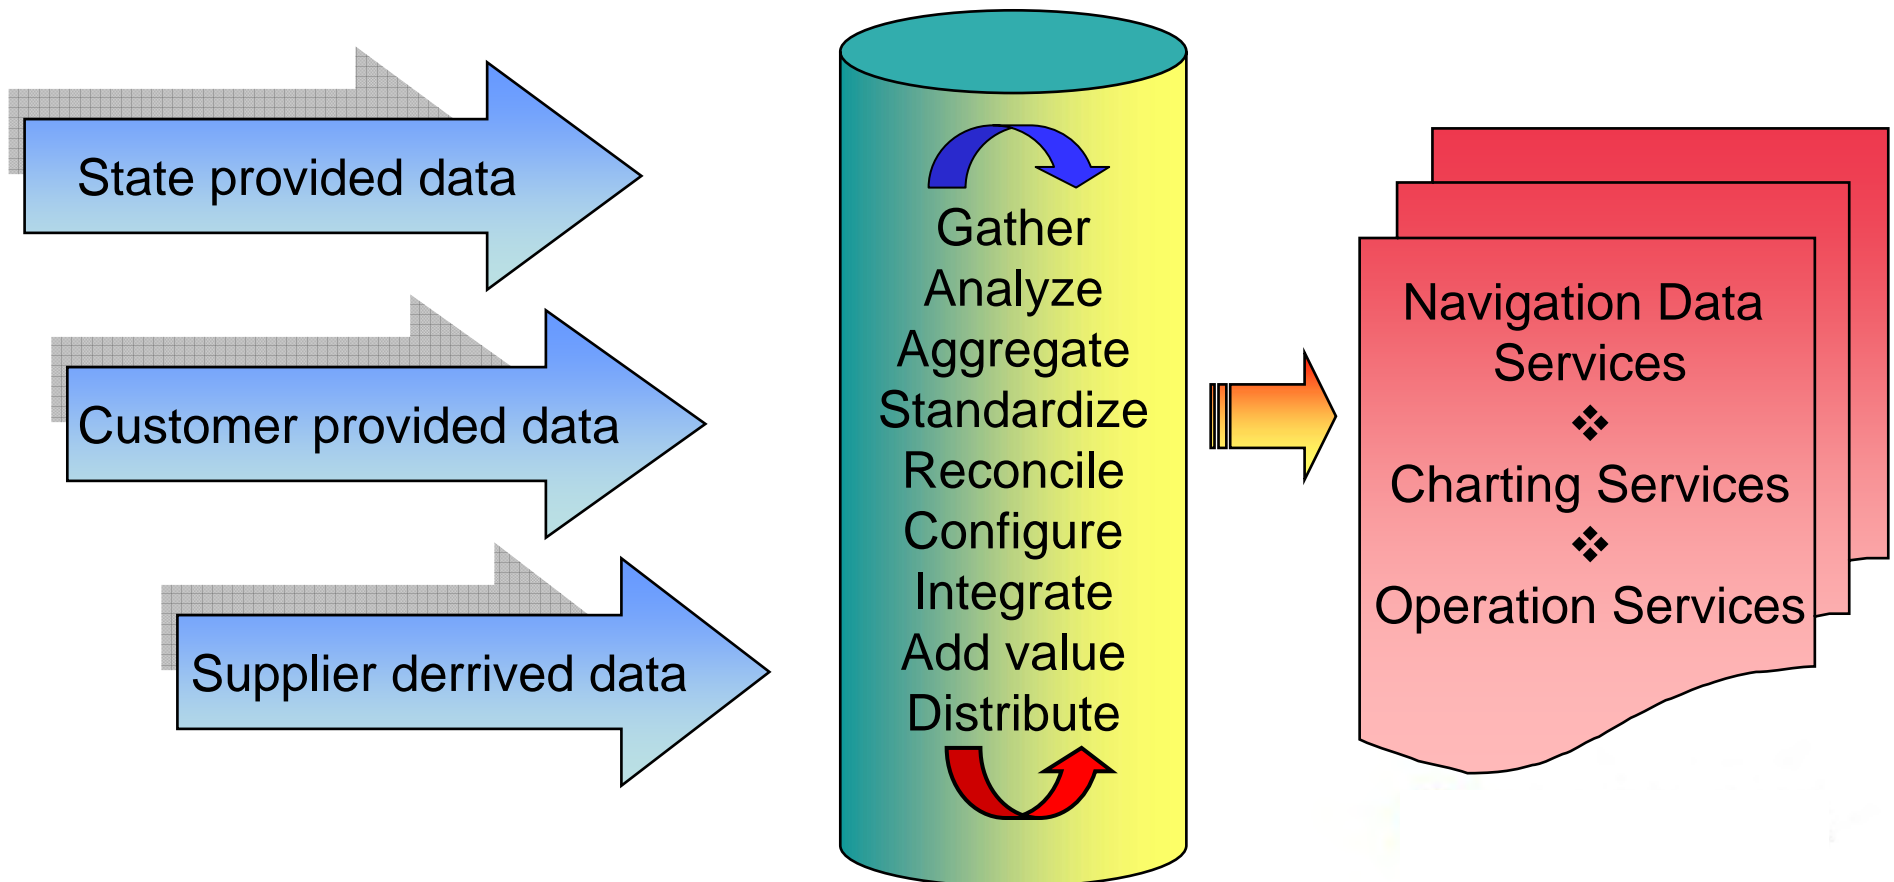 State provided data
Customer provided data
Supplier derrived data
Gather
Analyze
Aggregate
Standardize
Reconcile
Configure
Integrate
Add value
Distribute
Navigation Data
Services
❖
Charting Services
❖
Operation Services